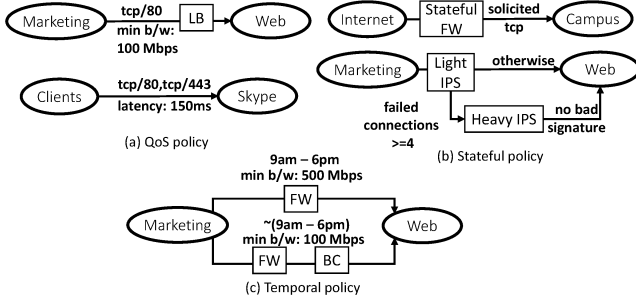 Marketing
tcp/80
min b/w:
100 Mbps
LB
Web
Clients
tcp/80,tcp/443
latency: 150ms
Skype
(a) QoS policy
Internet
Stateful
FW
solicited
tcp
Campus
Marketing
Light
IPS
otherwise
Web
failed
connections
>=4
Heavy IPS
no bad
signature
(b) Stateful policy
9am – 6pm
min b/w: 500 Mbps
FW
Marketing
~(9am – 6pm)
min b/w: 100 Mbps
Web
FW
BC
(c) Temporal policy